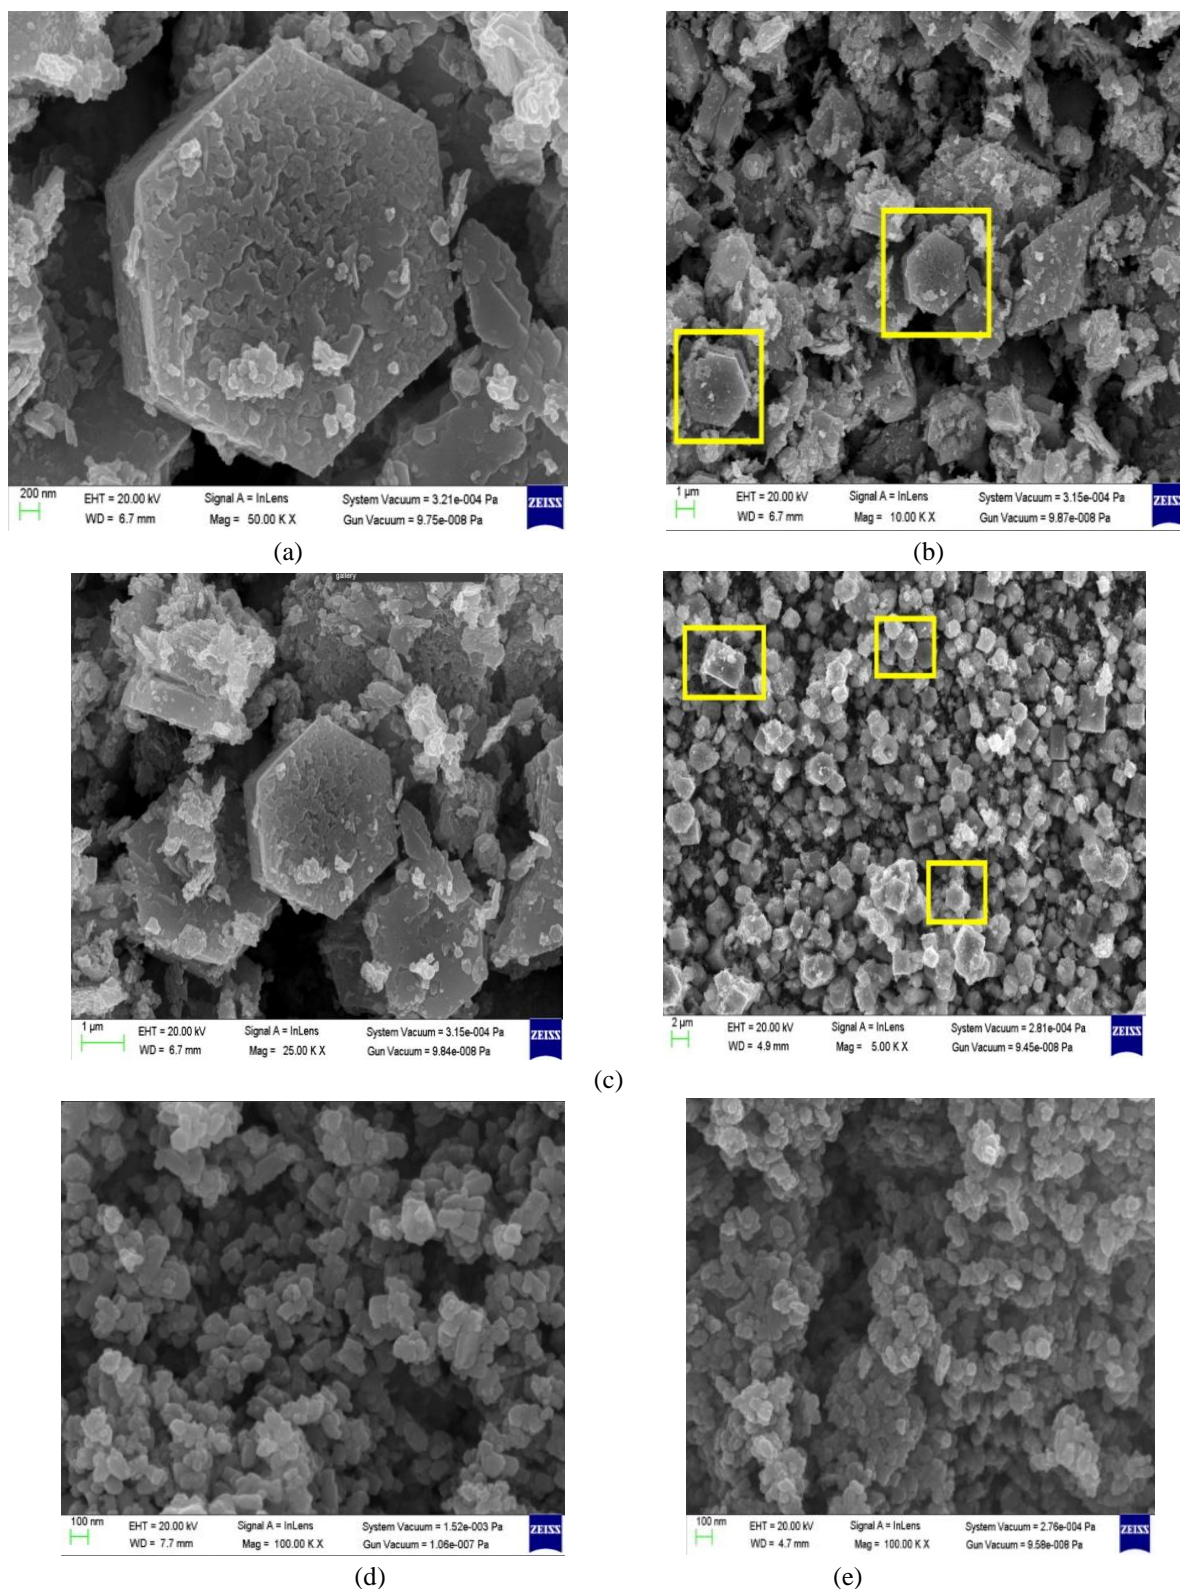 200 nm EHT = 20.00 kV Signal A = InLens System Vacuum = 3.21e-004 Pa ZEISS
WD = 6.7 mm Mag = 50.00 K X Gun Vacuum = 9.75e-008 Pa
1 µm EHT = 20.00 kV Signal A = InLens System Vacuum = 3.15e-004 Pa ZEISS
WD = 6.7 mm Mag = 10.00 K X Gun Vacuum = 9.87e-008 Pa
(a) (b)
gallery
1 µm EHT = 20.00 kV Signal A = InLens System Vacuum = 3.15e-004 Pa ZEISS
WD = 6.7 mm Mag = 25.00 K X Gun Vacuum = 9.84e-008 Pa
2 µm EHT = 20.00 kV Signal A = InLens System Vacuum = 2.81e-004 Pa ZEISS
WD = 4.9 mm Mag = 5.00 K X Gun Vacuum = 9.45e-008 Pa
(c)
100 nm EHT = 20.00 kV Signal A = InLens System Vacuum = 1.52e-003 Pa ZEISS
WD = 7.7 mm Mag = 100.00 K X Gun Vacuum = 1.06e-007 Pa
100 nm EHT = 20.00 kV Signal A = InLens System Vacuum = 2.76e-004 Pa ZEISS
WD = 4.7 mm Mag = 100.00 K X Gun Vacuum = 9.58e-008 Pa
(d) (e)